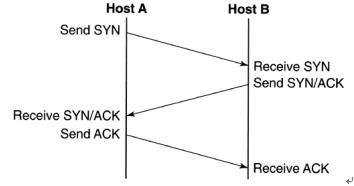 Host A Host B
Send SYN
Receive SYN
Send SYN/ACK
Receive SYN/ACK
Send ACK
Receive ACK